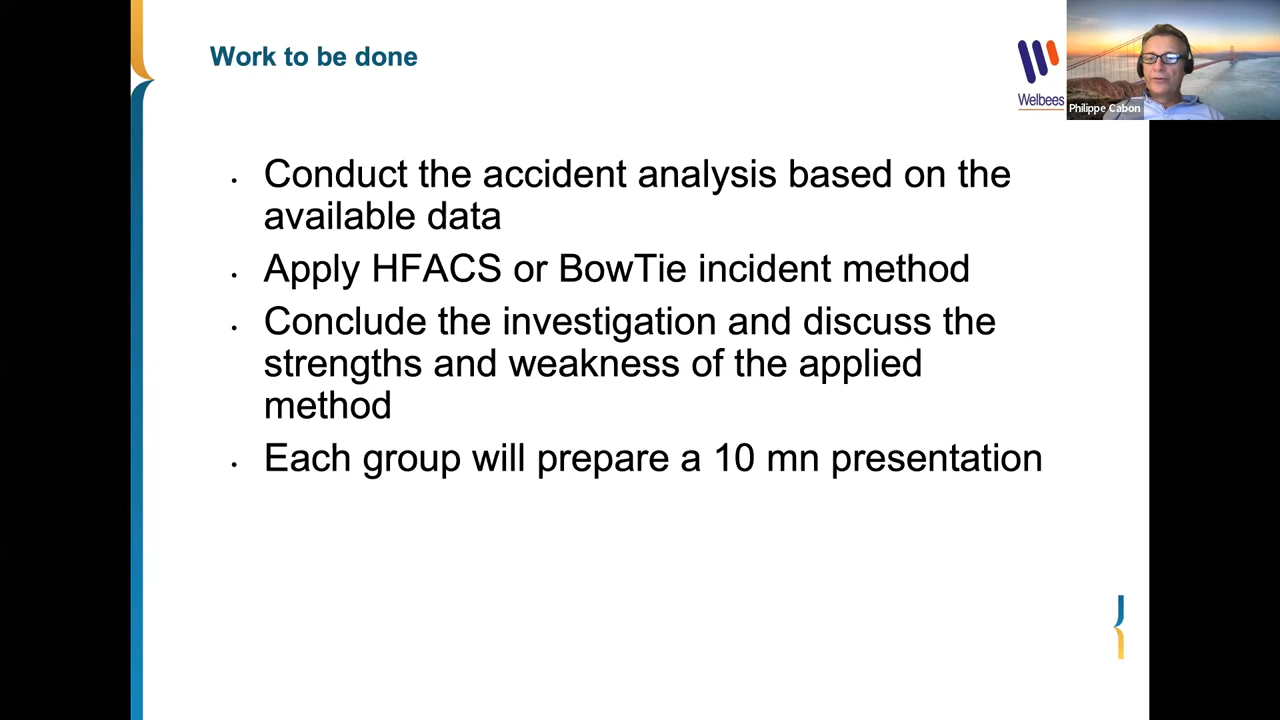 Work to be done
Welbees
Philippe Cabon
• Conduct the accident analysis based on the
available data
• Apply HFACS or BowTie incident method
• Conclude the investigation and discuss the
strengths and weakness of the applied
method
• Each group will prepare a 10 mn presentation